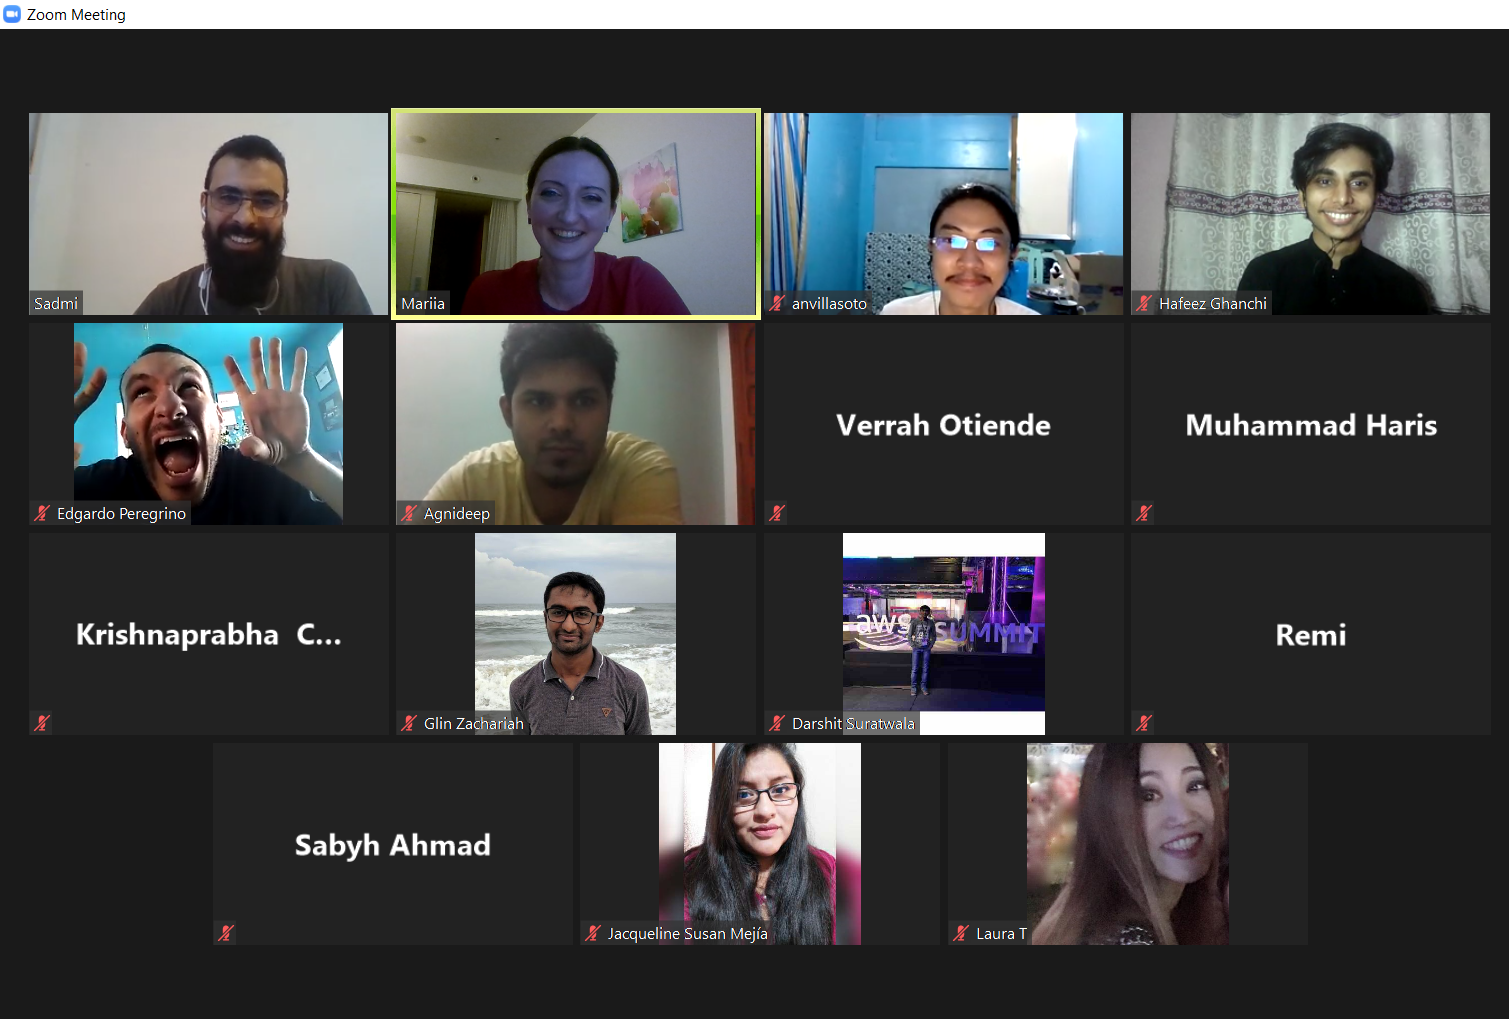 Zoom Meeting
Sadmi
Mariia
anvillasoto
Hafeez Ghanchi
Edgardo Peregrino
Agnideep
Verrah Otiende
Muhammad Haris
Krishnaprabha C...
Glin Zachariah
aws SUMMIT
Darshit Suratwala
Remi
Sabyh Ahmad
Jacqueline Susan Mejía
Laura T